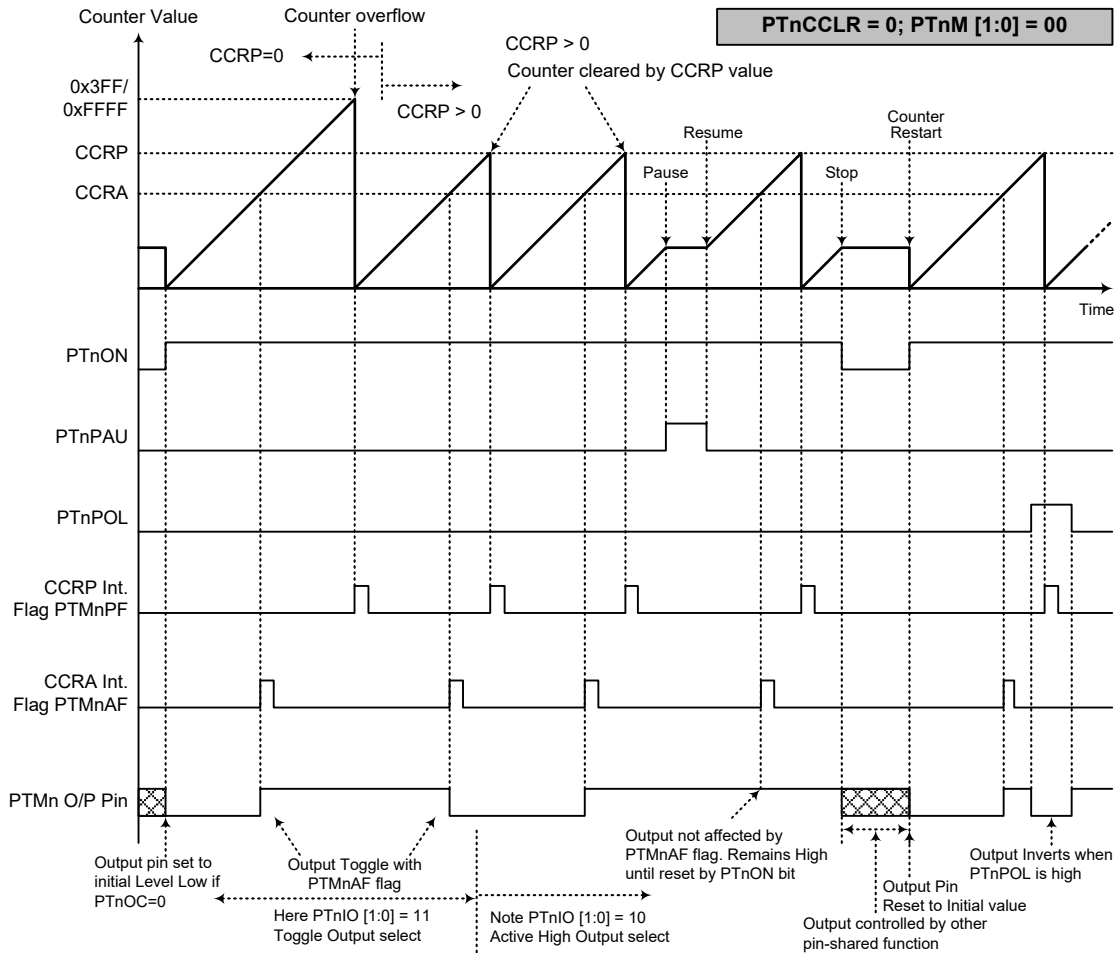 Counter Value
Counter overflow
PTnCCLR = 0; PTnM [1:0] = 00
CCRP=0
CCRP > 0
CCRP > 0
Counter cleared by CCRP value
0x3FF/
0xFFFF
CCRP
CCRA
Pause
Resume
Stop
Counter
Restart
Time
PTnON
PTnPAU
PTnPOL
CCRP Int.
Flag PTMnPF
CCRA Int.
Flag PTMnAF
PTMn O/P Pin
Output pin set to
initial Level Low if
PTnOC=0
Output Toggle with
PTMnAF flag
Here PTnIO [1:0] = 11
Toggle Output select
Note PTnIO [1:0] = 10
Active High Output select
Output not affected by
PTMnAF flag. Remains High
until reset by PTnON bit
Output Pin
Reset to Initial value
Output controlled by other
pin-shared function
Output Inverts when
PTnPOL is high